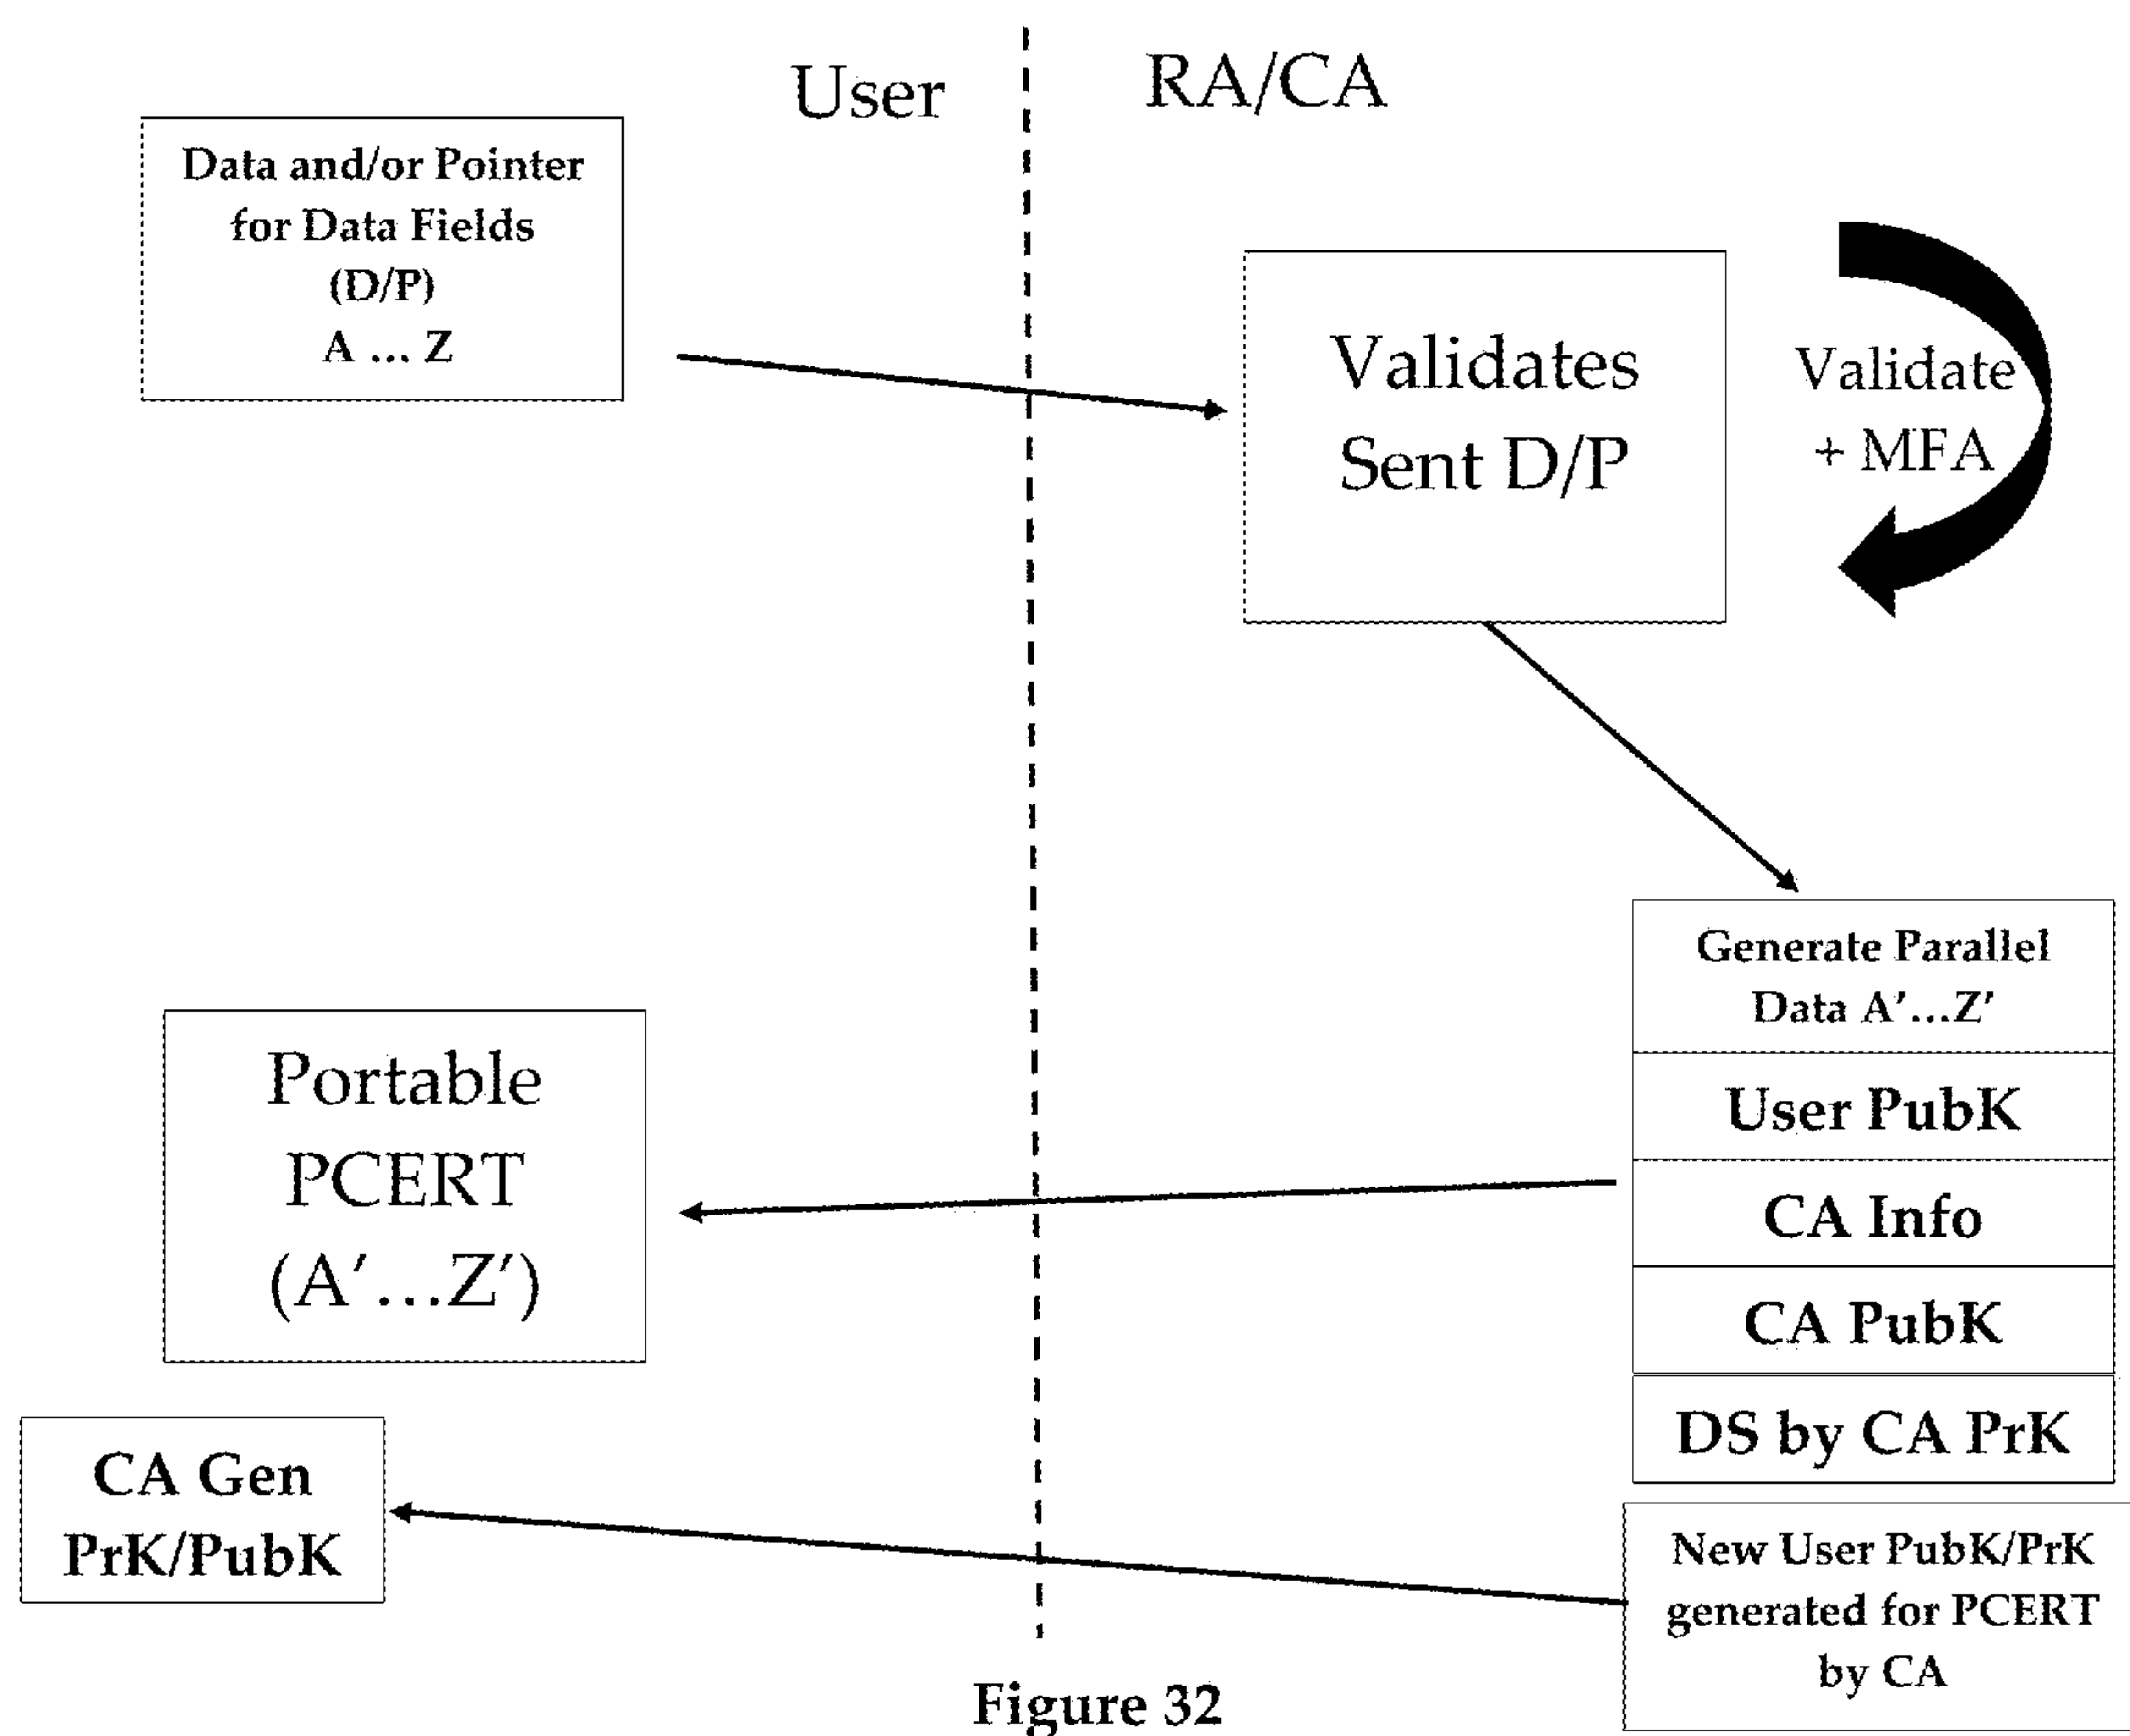 User
RA/CA
Data and/or Pointer
for Data Fields
(D/P)
A ... Z
Validates
Sent D/P
Validate
+ MFA
Generate Parallel
Data A’...Z’
User PubK
CA Info
CA PubK
DS by CA PrK
Portable
PCERT
(A’...Z’)
CA Gen
PrK/PubK
New User PubK/PrK
generated for PCERT
by CA
Figure 32